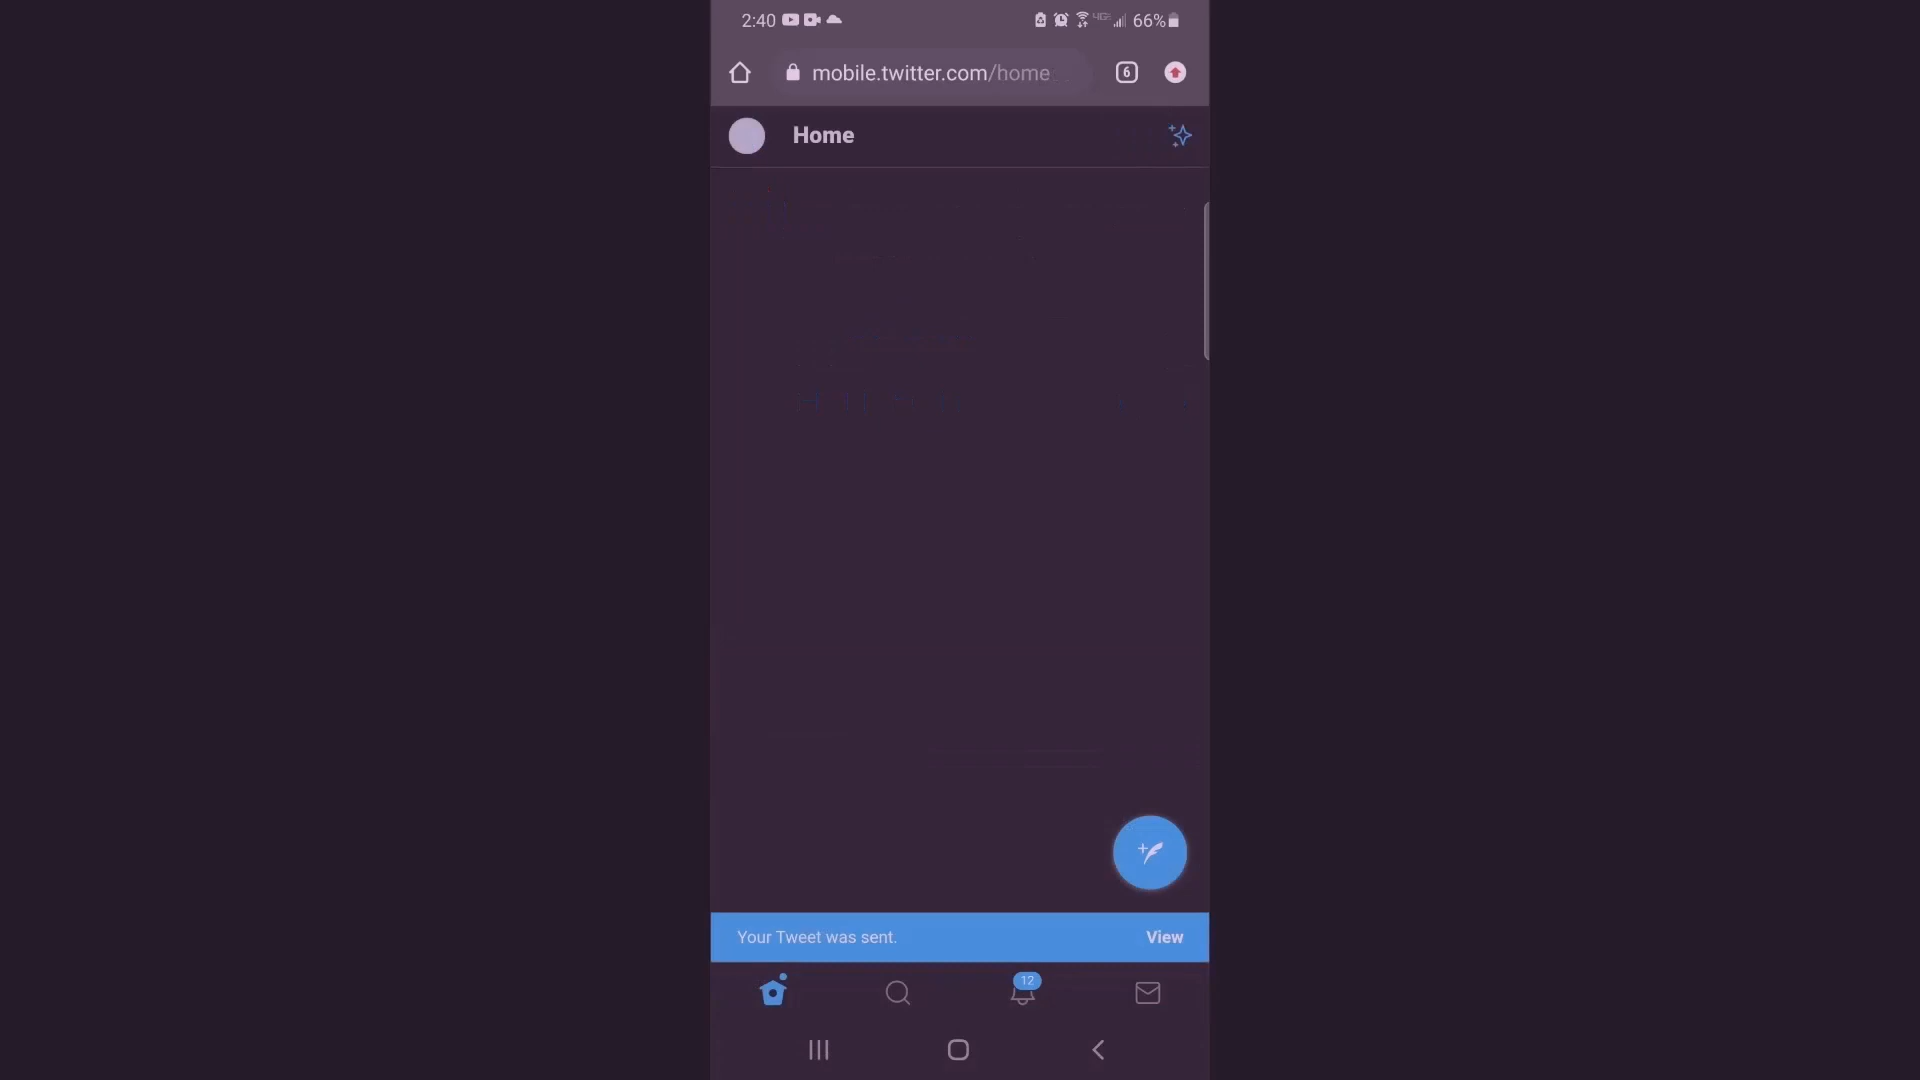 2:40 66%
mobile.twitter.com/home
6
Home
Your Tweet was sent. View
12